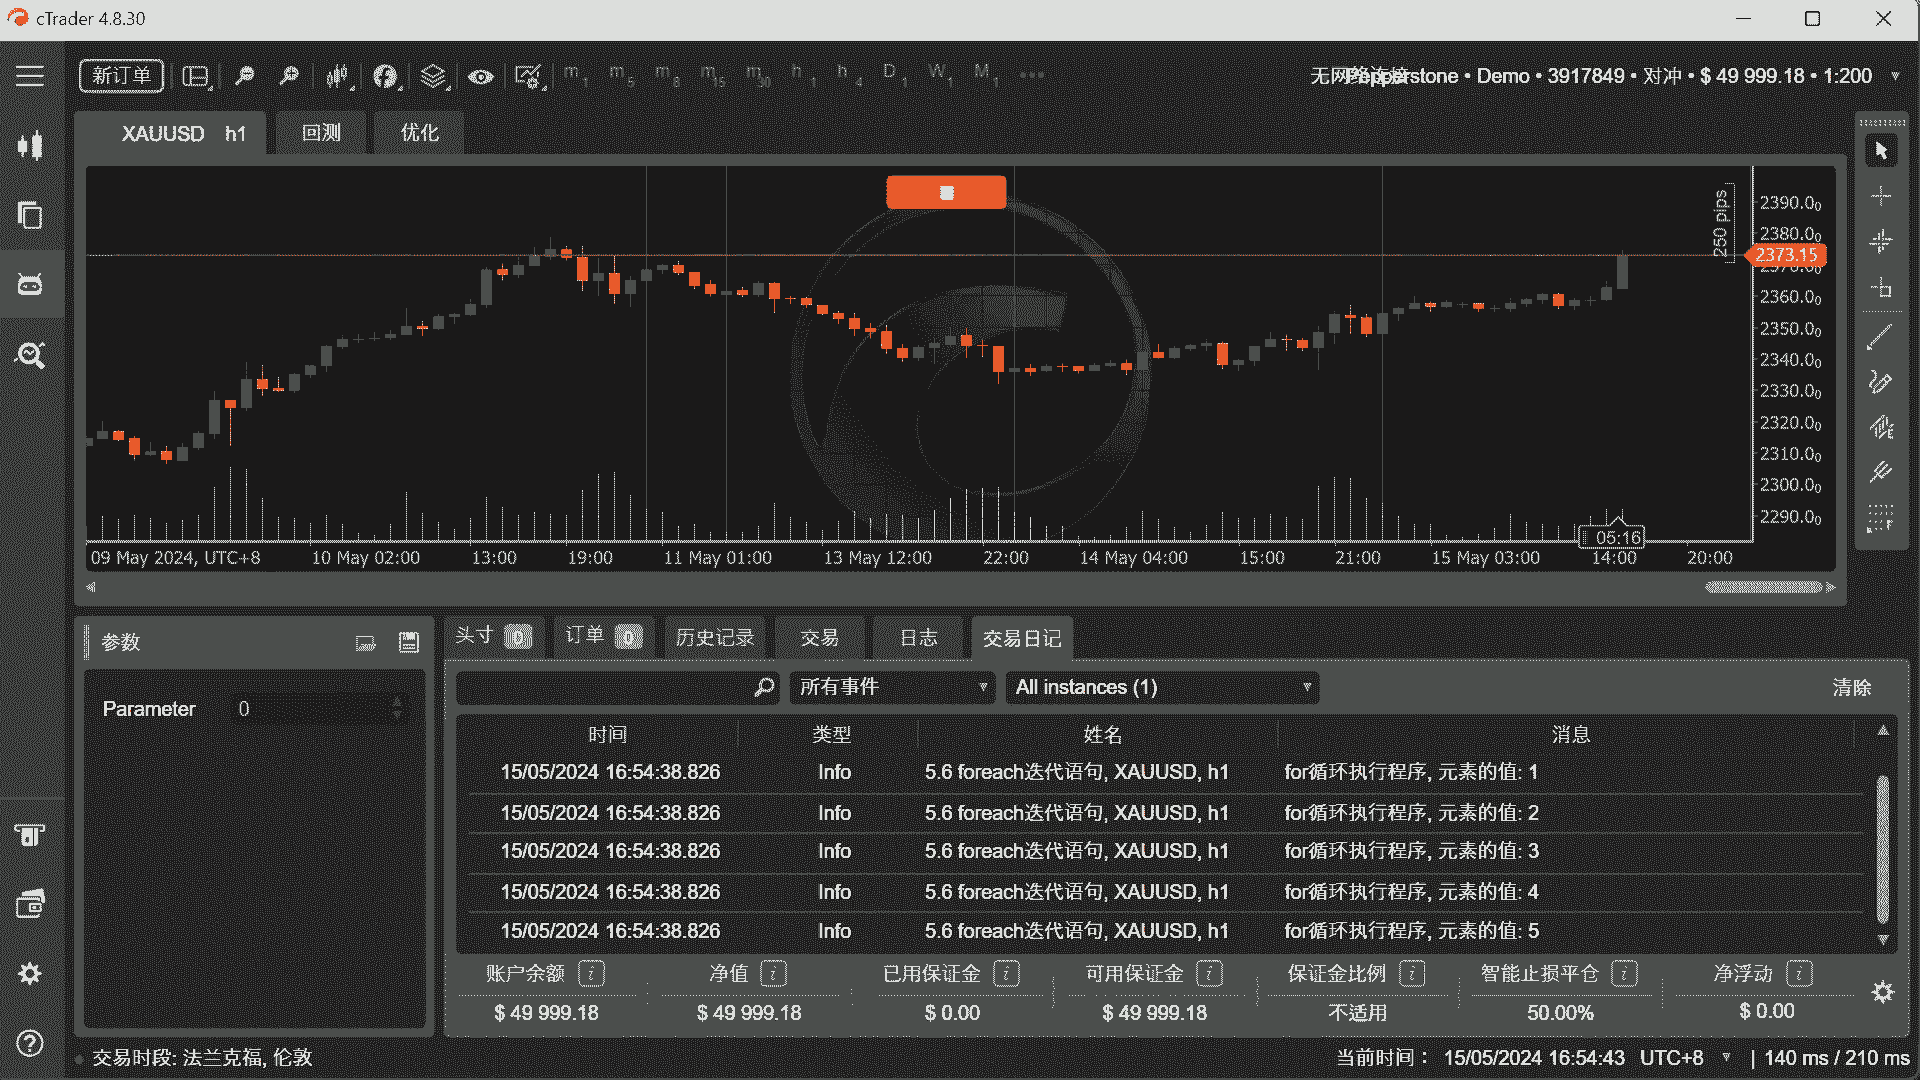 cTrader 4.8.30
新订单
m1 m5 m8 m15 m30 h1 h4 D1 W1 M1
Pepperstone • Demo • 3917849 • 对冲 • $ 49 999.18 • 1:200
XAUUSD h1
回测
优化
250 pips
2390.00
2380.00
2373.15
2370.00
2360.00
2350.00
2340.00
2330.00
2320.00
2310.00
2300.00
2290.00
05:16
09 May 2024, UTC+8 10 May 02:00 13:00 19:00 11 May 01:00 13 May 12:00 22:00 14 May 04:00 15:00 21:00 15 May 03:00 14:00 20:00
参数
Parameter 0
头寸 0 订单 0 历史记录 交易 日志 交易日记
所有事件 All instances (1) 清除
时间 类型 姓名 消息
15/05/2024 16:54:38.826 Info 5.6 foreach迭代语句, XAUUSD, h1 for循环执行程序, 元素的值: 1
15/05/2024 16:54:38.826 Info 5.6 foreach迭代语句, XAUUSD, h1 for循环执行程序, 元素的值: 2
15/05/2024 16:54:38.826 Info 5.6 foreach迭代语句, XAUUSD, h1 for循环执行程序, 元素的值: 3
15/05/2024 16:54:38.826 Info 5.6 foreach迭代语句, XAUUSD, h1 for循环执行程序, 元素的值: 4
15/05/2024 16:54:38.826 Info 5.6 foreach迭代语句, XAUUSD, h1 for循环执行程序, 元素的值: 5
账户余额 净值 已用保证金 可用保证金 保证金比例 智能止损平仓 净浮动
$ 49 999.18 $ 49 999.18 $ 0.00 $ 49 999.18 不适用 50.00% $ 0.00
交易时段: 法兰克福, 伦敦
当前时间： 15/05/2024 16:54:43 UTC+8 | 140 ms / 210 ms